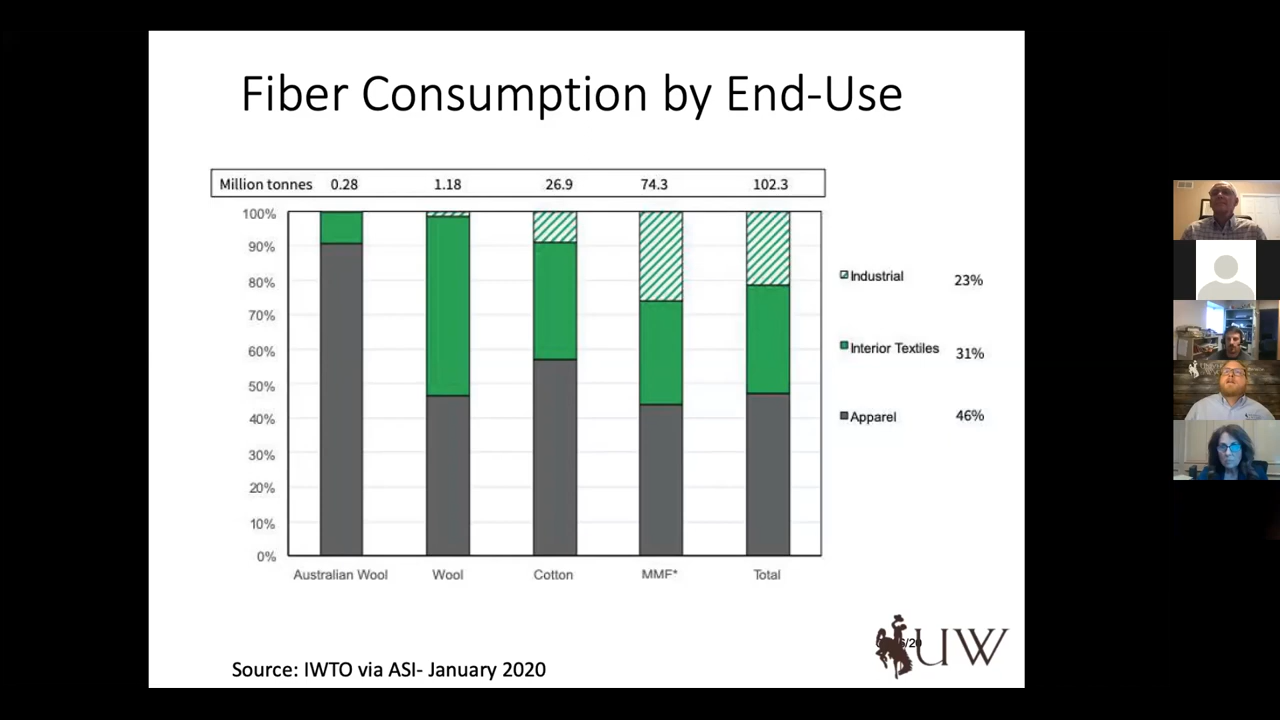 Fiber Consumption by End-Use
Million tonnes 0.28 1.18 26.9 74.3 102.3
100%
90%
80%
70%
60%
50%
40%
30%
20%
10%
0%
Australian Wool Wool Cotton MMF* Total
Industrial 23%
Interior Textiles 31%
Apparel 46%
Source: IWTO via ASI- January 2020
UW